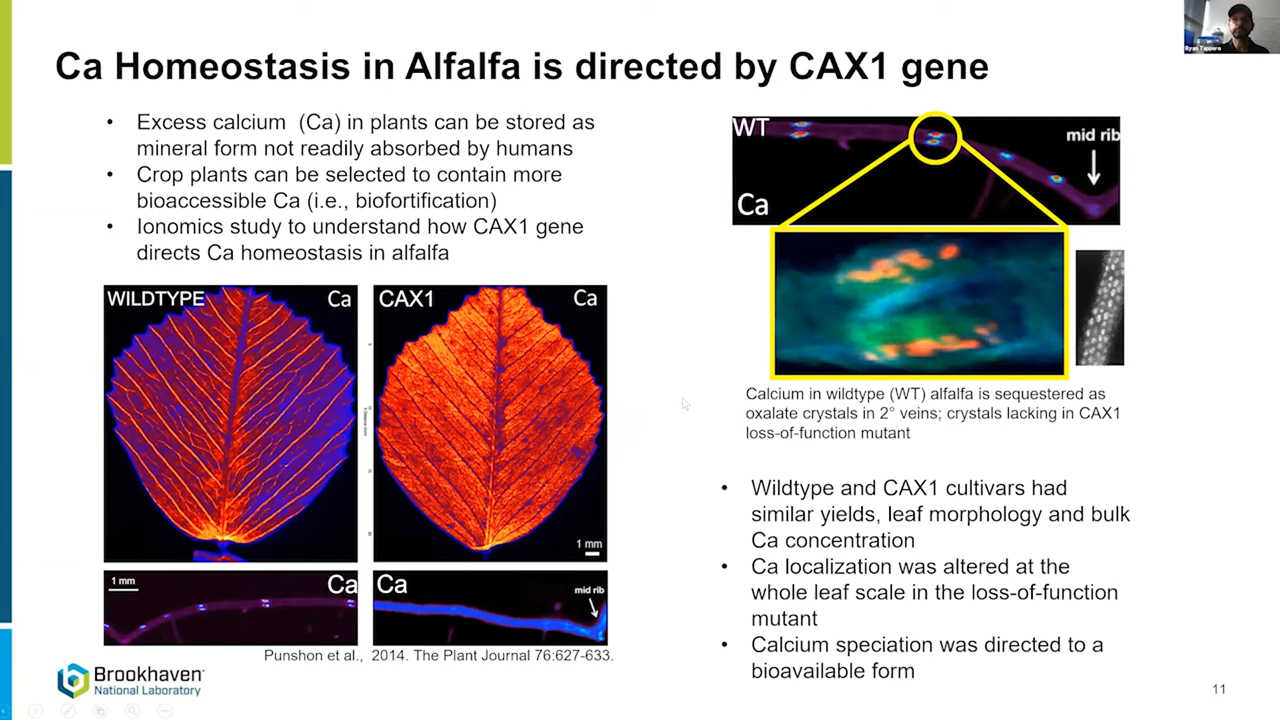 Ryan Tappero
Ca Homeostasis in Alfalfa is directed by CAX1 gene
• Excess calcium (Ca) in plants can be stored as
mineral form not readily absorbed by humans
• Crop plants can be selected to contain more
bioaccessible Ca (i.e., biofortification)
• Ionomics study to understand how CAX1 gene
directs Ca homeostasis in alfalfa
WILDTYPE Ca
CAX1 Ca
1 mm
1 mm Ca
Ca mid rib
Punshon et al., 2014. The Plant Journal 76:627-633.
WT
mid rib
Ca
Calcium in wildtype (WT) alfalfa is sequestered as
oxalate crystals in 2° veins; crystals lacking in CAX1
loss-of-function mutant
• Wildtype and CAX1 cultivars had
similar yields, leaf morphology and bulk
Ca concentration
• Ca localization was altered at the
whole leaf scale in the loss-of-function
mutant
• Calcium speciation was directed to a
bioavailable form
Brookhaven™
National Laboratory
11